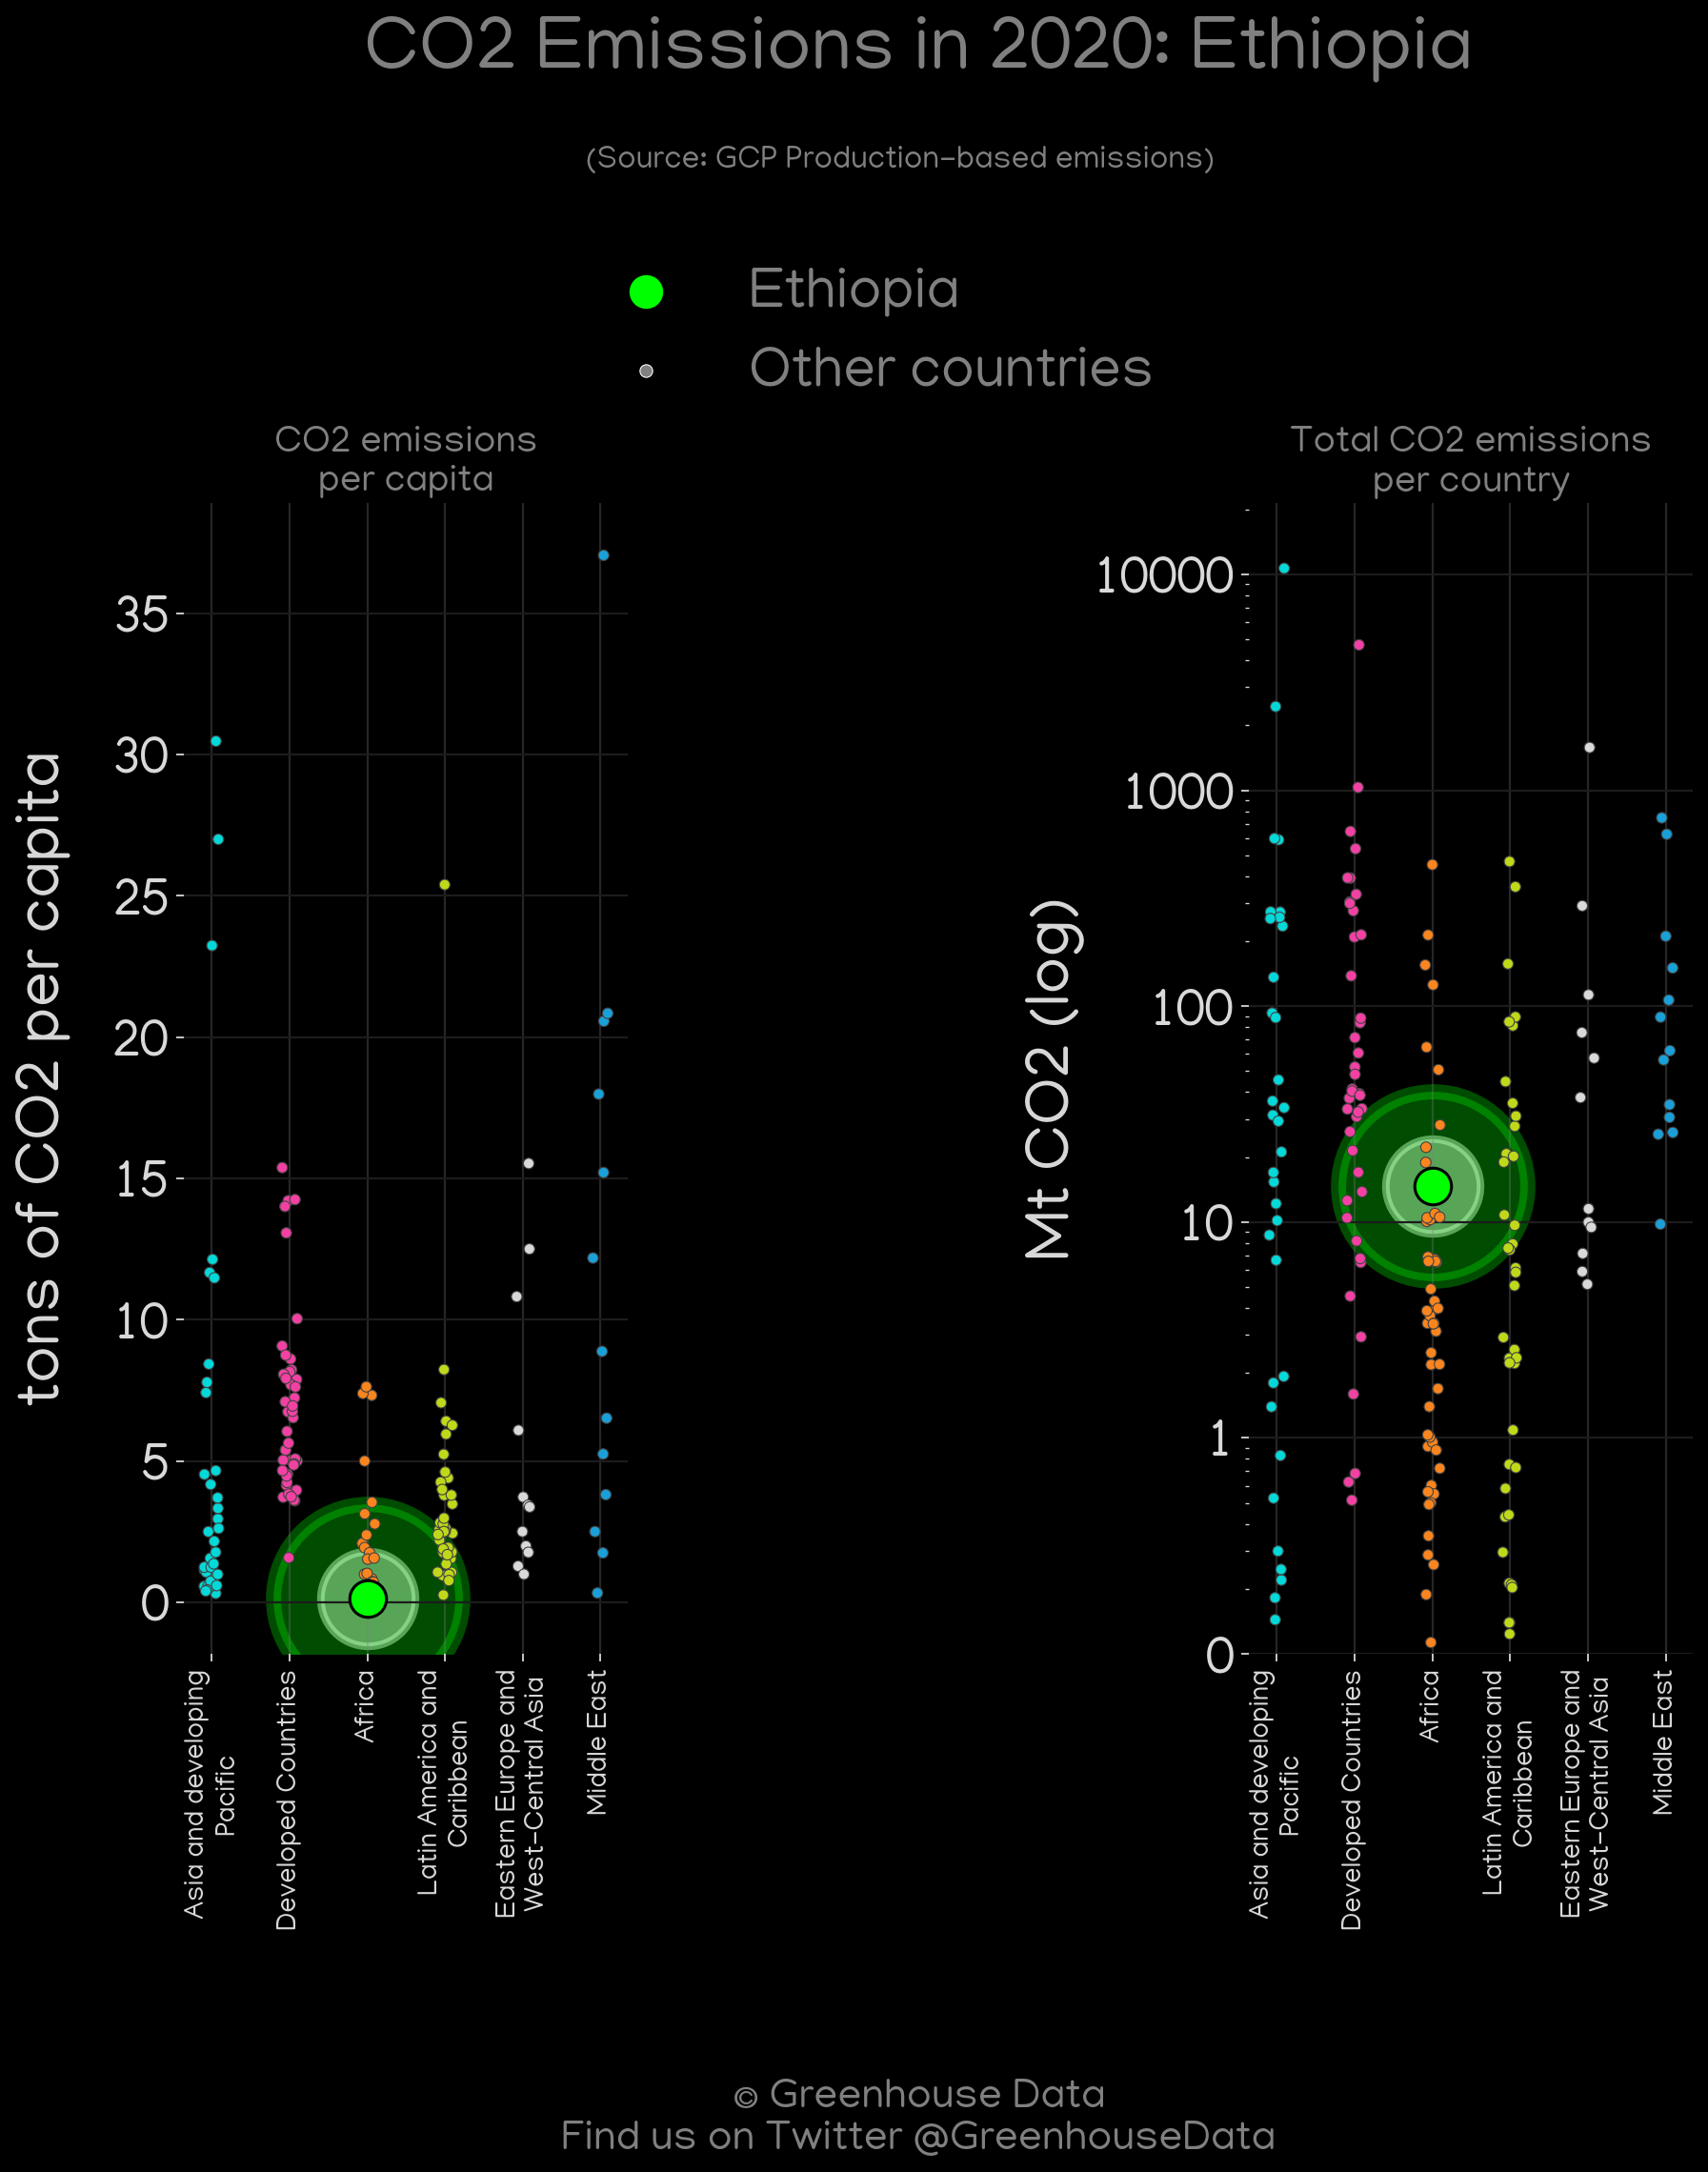 CO2 Emissions in 2020: Ethiopia
(Source: GCP Production-based emissions)
Ethiopia
Other countries
CO2 emissions
per capita
tons of CO2 per capita
35
30
25
20
15
10
5
0
Asia and developing
Pacific
Developed Countries
Africa
Latin America and
Caribbean
Eastern Europe and
West-Central Asia
Middle East
Total CO2 emissions
per country
Mt CO2 (log)
10000
1000
100
10
1
0
Asia and developing
Pacific
Developed Countries
Africa
Latin America and
Caribbean
Eastern Europe and
West-Central Asia
Middle East
© Greenhouse Data
Find us on Twitter @GreenhouseData